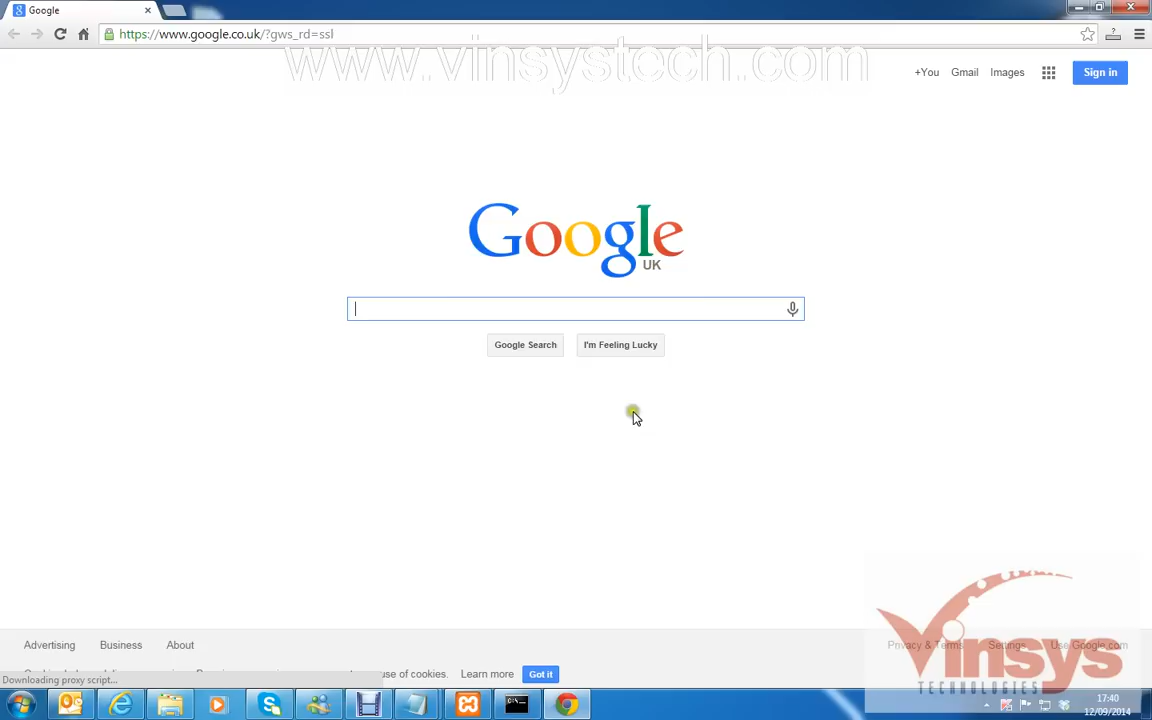 Google
https://www.google.co.uk/?gws_rd=ssl
www.vinsystech.com
+You Gmail Images Sign in
Google
UK
Google Search I'm Feeling Lucky
Advertising Business About Privacy & Terms Settings Use Google.com
use of cookies. Learn more Got it
Downloading proxy script...
Vinsys
TECHNOLOGIES
17:40
12/09/2014